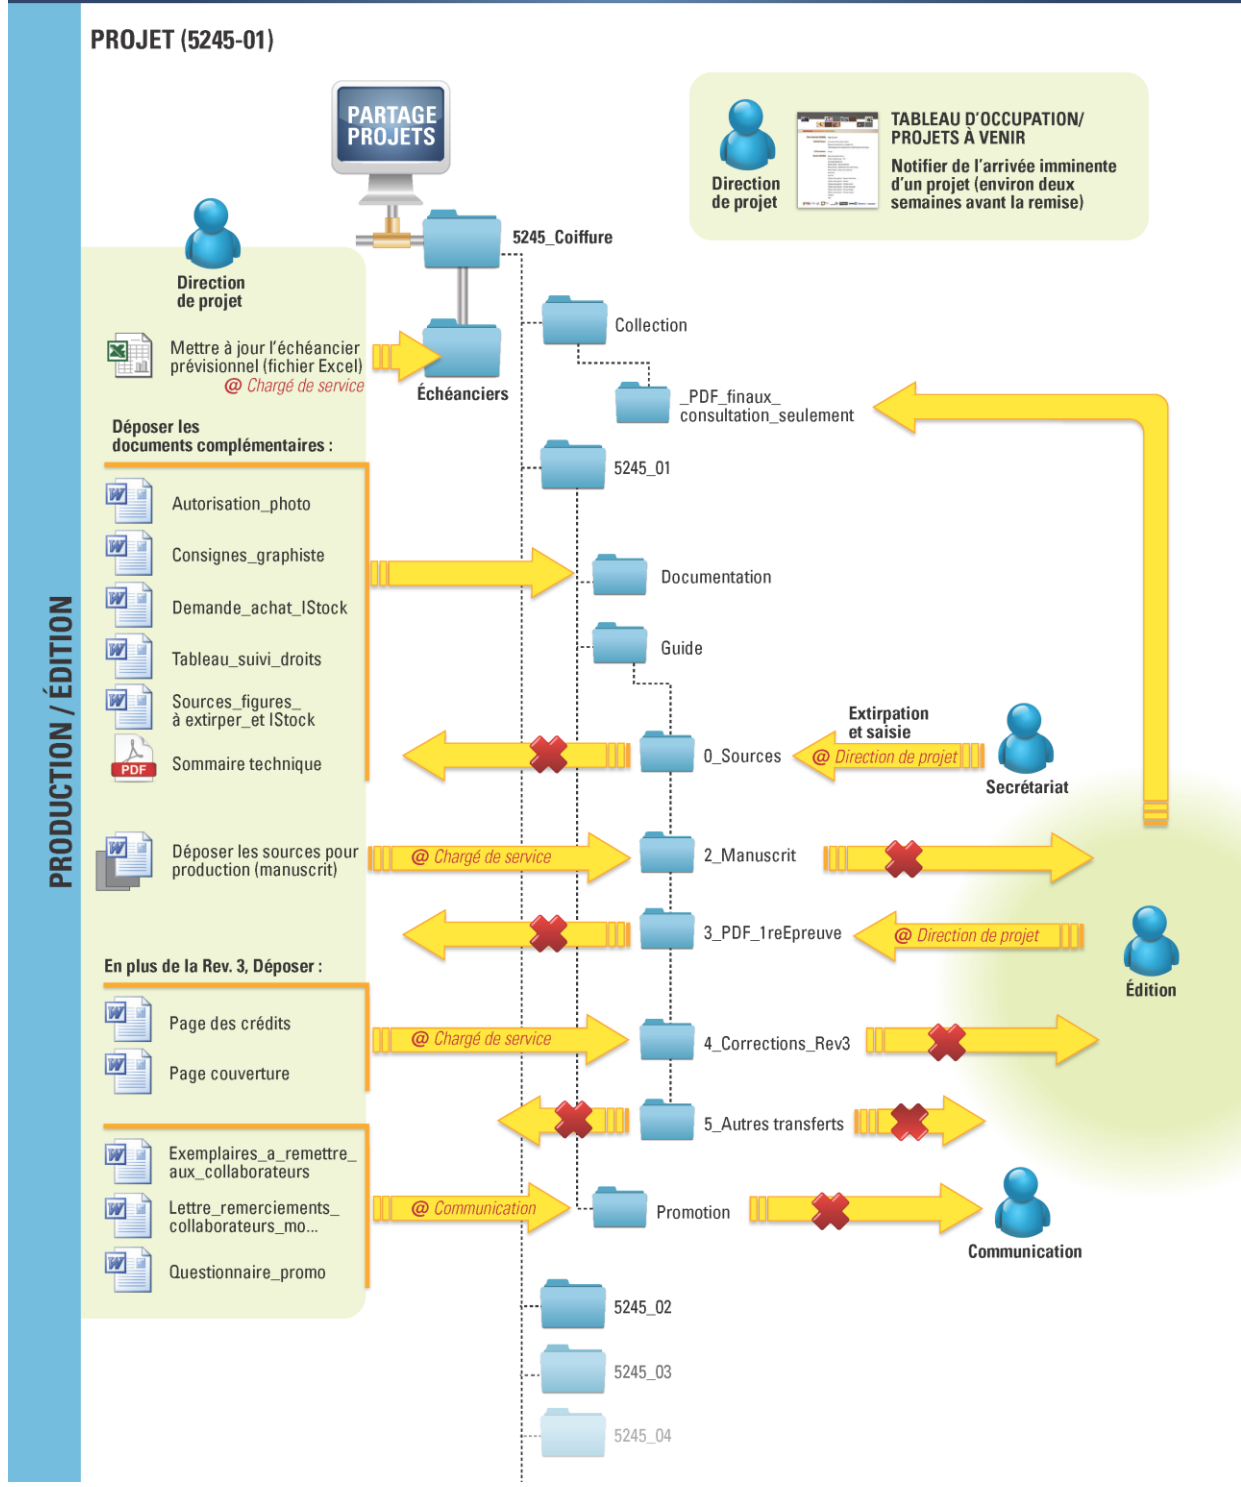 PROJET (5245-01)
PARTAGE
PROJETS
TABLEAU D'OCCUPATION/
PROJETS À VENIR
Notifier de l'arrivée imminente
d'un projet (environ deux
semaines avant la remise)
Direction
de projet
5245_Coiffure
Direction
de projet
Collection
Mettre à jour l'échéancier
prévisionnel (fichier Excel)
@ Chargé de service
Échéanciers
_PDF_finaux_
consultation_seulement
Déposer les
documents complémentaires :
5245_01
Autorisation_photo
Consignes_graphiste
Documentation
Demande_achat_IStock
Guide
Tableau_suivi_droits
Sources_figures_
à extirper_et IStock
Extirpation
et saisie
PDF
Sommaire technique
0_Sources
@ Direction de projet
Secrétariat
PRODUCTION / ÉDITION
Déposer les sources pour
production (manuscrit)
@ Chargé de service
2_Manuscrit
3_PDF_1reEpreuve
@ Direction de projet
Édition
En plus de la Rev. 3, Déposer :
Page des crédits
@ Chargé de service
4_Corrections_Rev3
Page couverture
5_Autres transferts
Exemplaires_a_remettre_
aux_collaborateurs
Lettre_remerciements_
collaborateurs_mo...
@ Communication
Promotion
Communication
Questionnaire_promo
5245_02
5245_03
5245_04